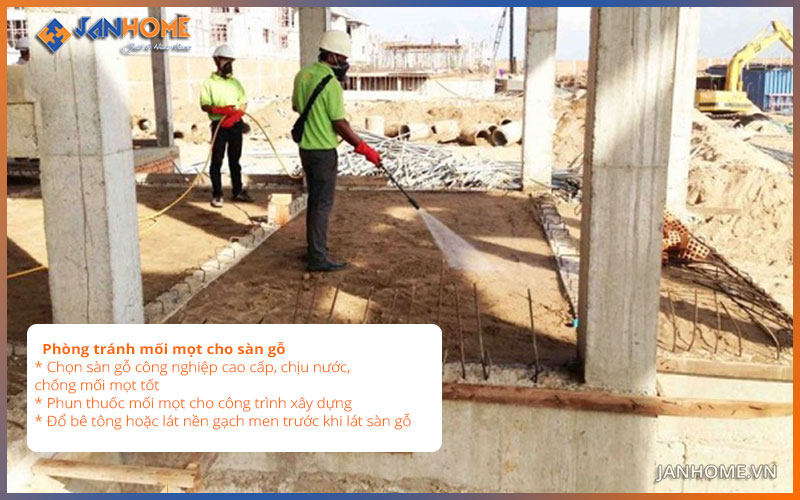 JANHOME
Phòng tránh mối mọt cho sàn gỗ
* Chọn sàn gỗ công nghiệp cao cấp, chịu nước,
chống mối mọt tốt
* Phun thuốc mối mọt cho công trình xây dựng
* Đổ bê tông hoặc lát nền gạch men trước khi lát sàn gỗ
JANHOME.VN